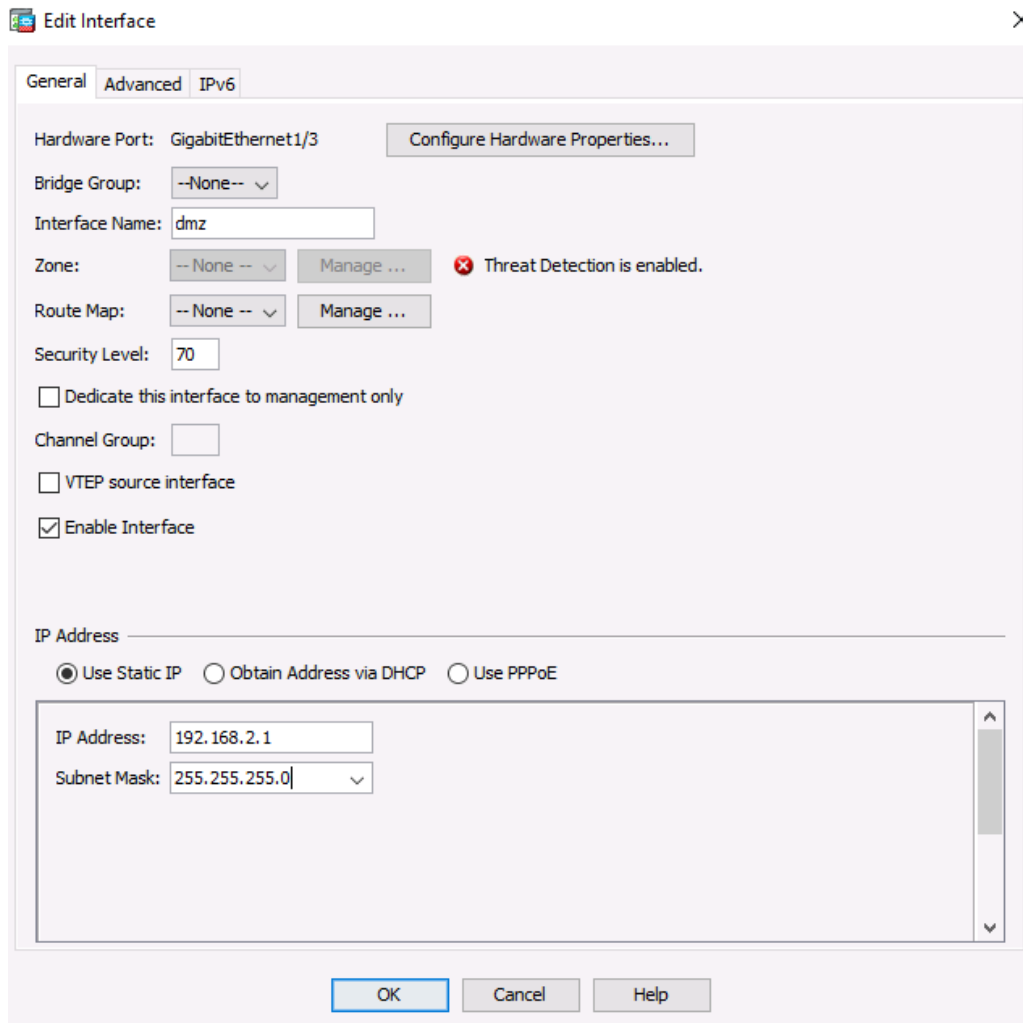 Edit Interface
General Advanced IPv6
Hardware Port: GigabitEthernet1/3 Configure Hardware Properties...
Bridge Group: --None--
Interface Name: dmz
Zone: -- None -- Manage ... Threat Detection is enabled.
Route Map: -- None -- Manage ...
Security Level: 70
Dedicate this interface to management only
Channel Group:
VTEP source interface
Enable Interface
IP Address
Use Static IP Obtain Address via DHCP Use PPPoE
IP Address: 192.168.2.1
Subnet Mask: 255.255.255.0
OK Cancel Help